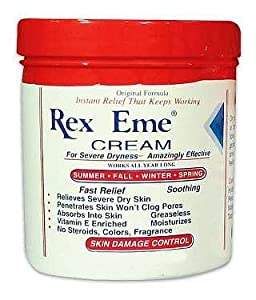 Original Formula
Instant Relief That Keeps Working
Rex Eme®
CREAM
For Severe Dryness– Amazingly Effective
WORKS ALL YEAR LONG
SUMMER • FALL • WINTER • SPRING
Fast Relief Soothing
Relieves Severe Dry Skin
Penetrates Skin Won't Clog Pores
Absorbs Into Skin Greaseless
Vitamin E Enriched Moisturizes
No Steroids, Colors, Fragrance
SKIN DAMAGE CONTROL